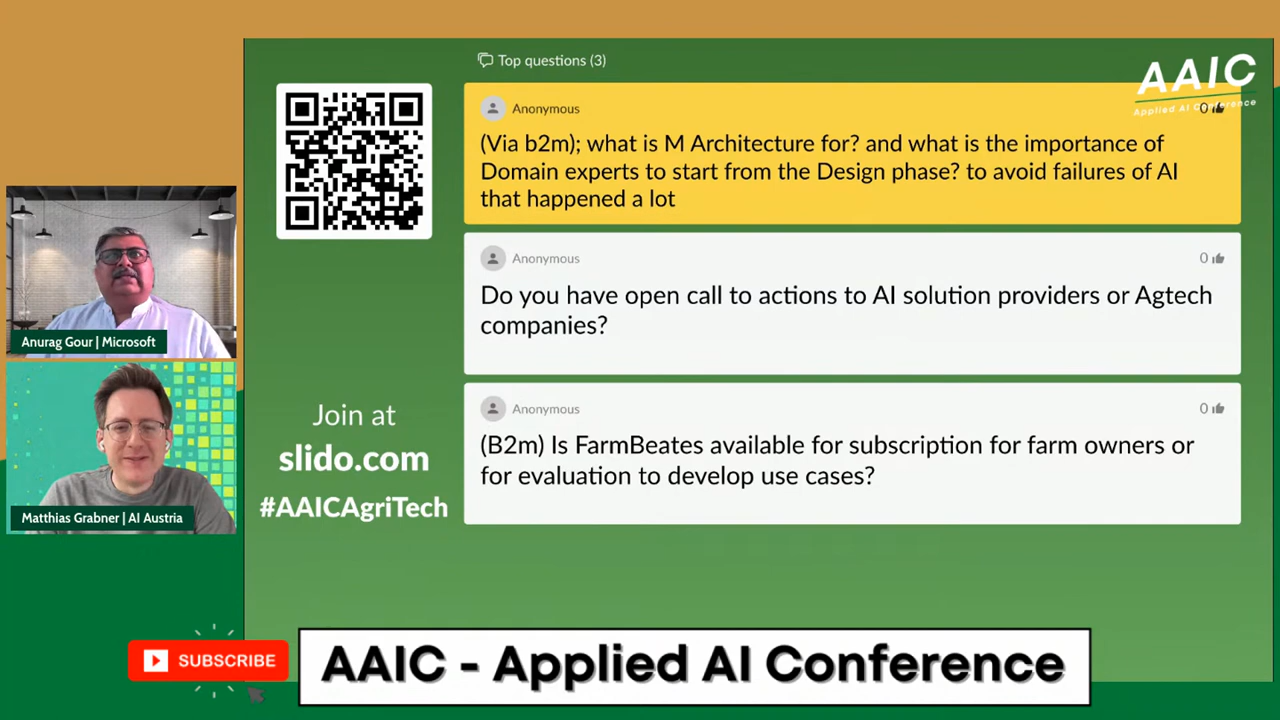 Top questions (3)
AAIC
Applied AI Conference
Anonymous
0
(Via b2m); what is M Architecture for? and what is the importance of
Domain experts to start from the Design phase? to avoid failures of AI
that happened a lot
Anonymous
0
Do you have open call to actions to AI solution providers or Agtech
companies?
Anonymous
0
(B2m) Is FarmBeates available for subscription for farm owners or
for evaluation to develop use cases?
Anurag Gour | Microsoft
Matthias Grabner | AI Austria
Join at
slido.com
#AAICAgriTech
SUBSCRIBE
AAIC - Applied AI Conference